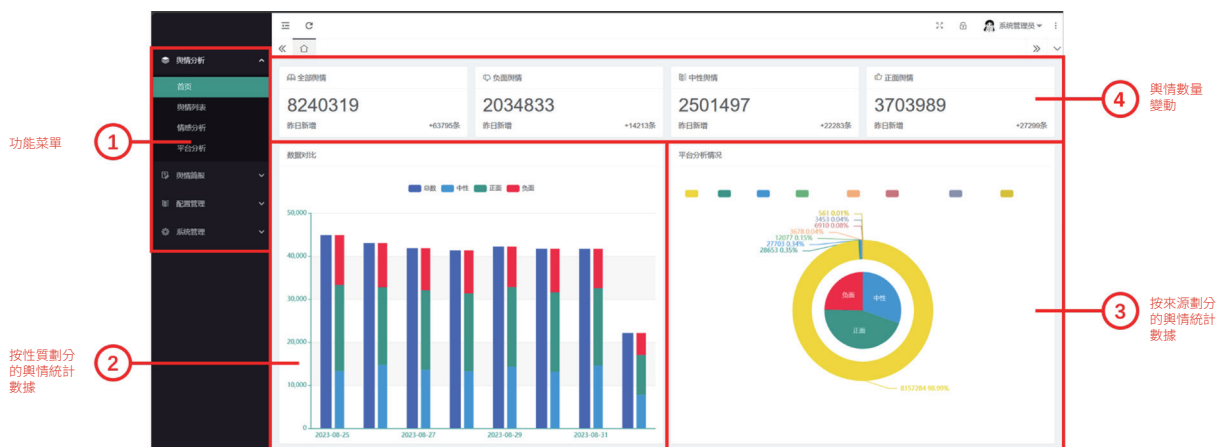 系统管理员
舆情分析
首页
舆情列表
情感分析
平台分析
舆情简报
配置管理
系统管理
全部舆情
8240319
昨日新增 +63795条
负面舆情
2034833
昨日新增 +14213条
中性舆情
2501497
昨日新增 +22283条
正面舆情
3703989
昨日新增 +27299条
数据对比
总数 中性 正面 负面
50,000
40,000
30,000
20,000
10,000
0
2023-08-25 2023-08-27 2023-08-29 2023-08-31
平台分析情况
561 0.01%
3453 0.04%
6910 0.08%
3678 0.04%
12077 0.15%
27703 0.34%
28653 0.35%
8157284 98.99%
负面
中性
正面
1
功能菜單
2
按性質劃分
的輿情統計
數據
3
按來源劃分
的輿情統計
數據
4
輿情數量
變動